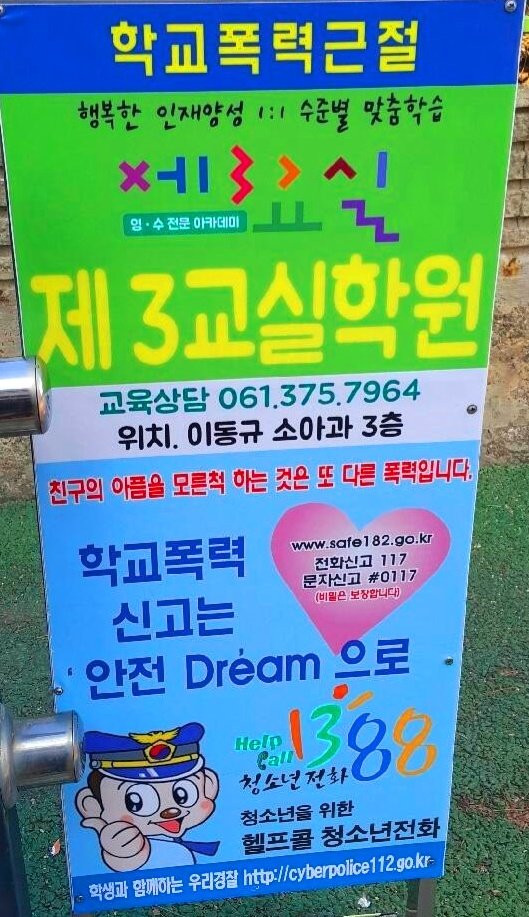 학교폭력근절
행복한 인재양성 1:1 수준별 맞춤학습
제3교실
영·수 전문 아카데미
제3교실학원
교육상담 061.375.7964
위치. 이동규 소아과 3층
친구의 아픔을 모른척 하는 것은 또 다른 폭력입니다.
www.safe182.go.kr
전화신고 117
문자신고 #0117
(비밀은 보장합니다)
학교폭력
신고는
안전 Dream 으로
Help Call 1388
청소년전화
청소년을 위한
헬프콜 청소년전화
학생과 함께하는 우리경찰 http://cyberpolice112.go.kr